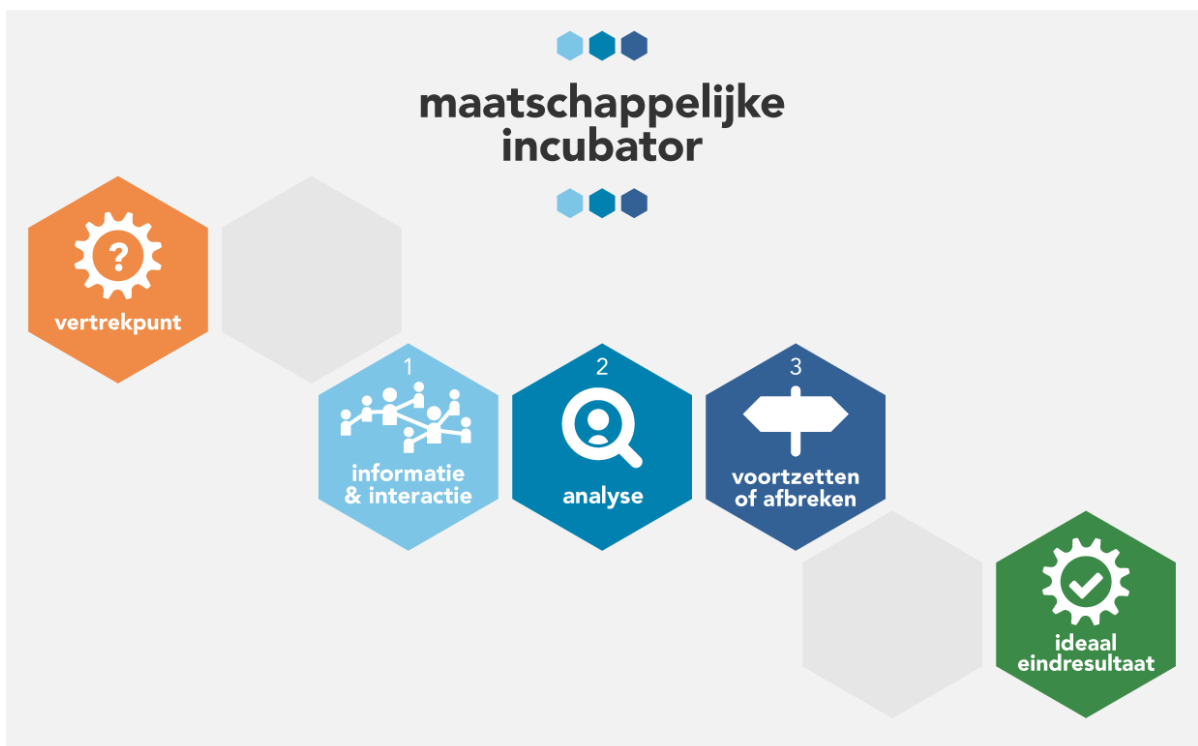 maatschappelijke
incubator
?
vertrekpunt
1
informatie
& interactie
2
analyse
3
voortzetten
of afbreken
ideaal
eindresultaat